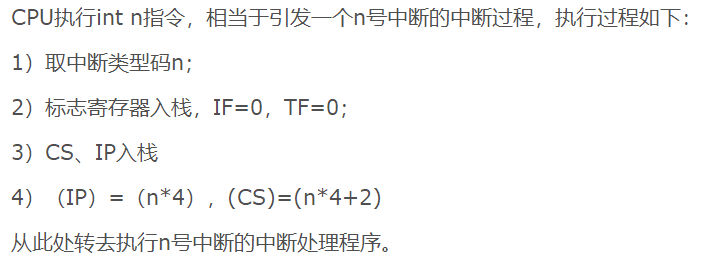 CPU执行int n指令，相当于引发一个n号中断的中断过程，执行过程如下：
1）取中断类型码n；
2）标志寄存器入栈，IF=0，TF=0；
3）CS、IP入栈
4）（IP）=（n*4），(CS)=(n*4+2)
从此处转去执行n号中断的中断处理程序。